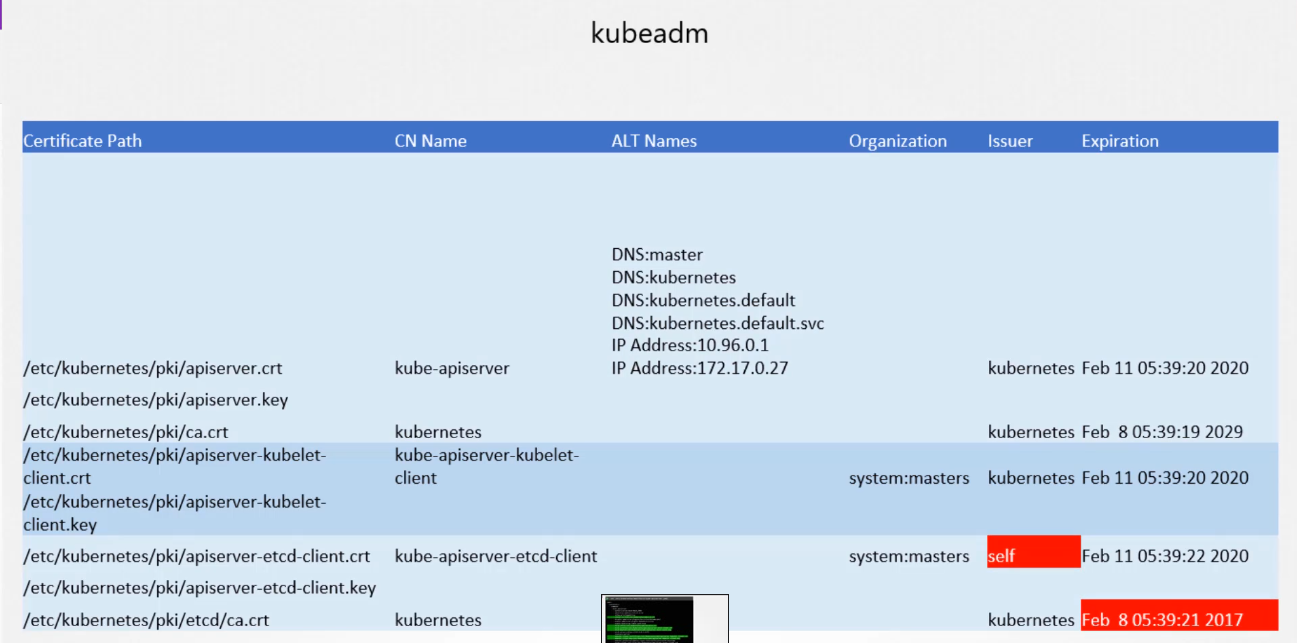 kubeadm
Certificate Path CN Name ALT Names Organization Issuer Expiration
DNS:master
DNS:kubernetes
DNS:kubernetes.default
DNS:kubernetes.default.svc
IP Address:10.96.0.1
/etc/kubernetes/pki/apiserver.crt kube-apiserver IP Address:172.17.0.27 kubernetes Feb 11 05:39:20 2020
/etc/kubernetes/pki/apiserver.key
/etc/kubernetes/pki/ca.crt kubernetes kubernetes Feb 8 05:39:19 2029
/etc/kubernetes/pki/apiserver-kubelet- kube-apiserver-kubelet-
client.crt client system:masters kubernetes Feb 11 05:39:20 2020
/etc/kubernetes/pki/apiserver-kubelet-
client.key
/etc/kubernetes/pki/apiserver-etcd-client.crt kube-apiserver-etcd-client system:masters self Feb 11 05:39:22 2020
/etc/kubernetes/pki/apiserver-etcd-client.key
/etc/kubernetes/pki/etcd/ca.crt kubernetes kubernetes Feb 8 05:39:21 2017